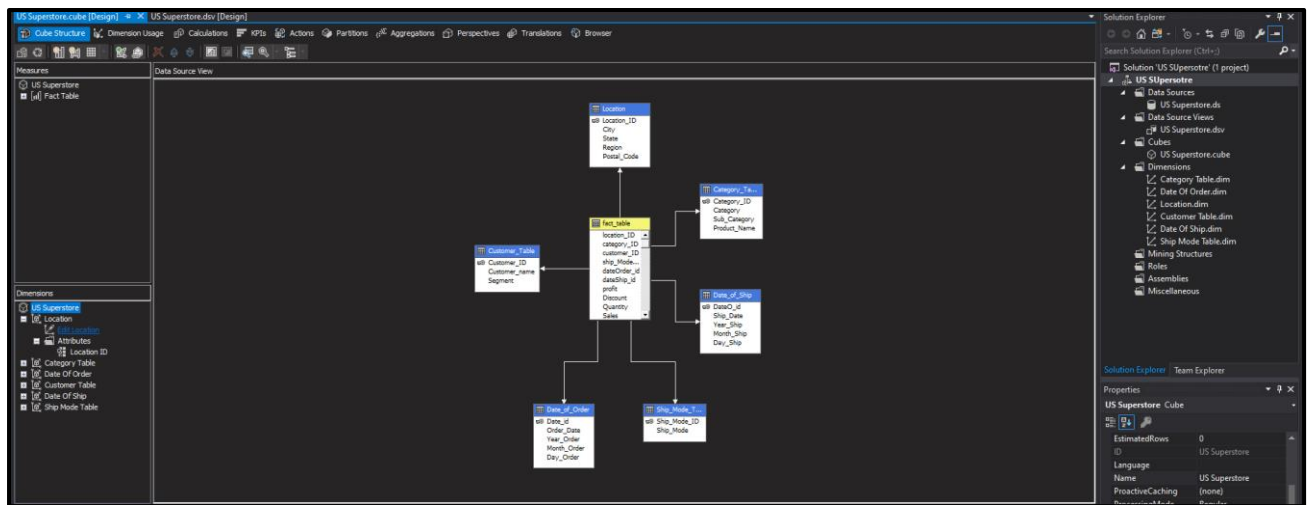 US Superstore.cube [Design]
US Superstore.dsv [Design]
Cube Structure
Dimension Usage
Calculations
KPIs
Actions
Partitions
Aggregations
Perspectives
Translations
Browser
Measures
US Superstore
Fact Table
Dimensions
US Superstore
Location
Edit Location
Attributes
Location ID
Category Table
Date Of Order
Customer Table
Date Of Ship
Ship Mode Table
Data Source View
Location
Location_ID
City
State
Region
Postal_Code
Category_Ta...
Category_ID
Category
Sub_Category
Product_Name
fact_table
location_ID
category_ID
customer_ID
ship_Mode...
dateOrder_id
dateShip_id
profit
Discount
Quantity
Sales
Customer_Table
Customer_ID
Customer_name
Segment
Date_of_Ship
DateO_id
Ship_Date
Year_Ship
Month_Ship
Day_Ship
Date_of_Order
Date_id
Order_Date
Year_Order
Month_Order
Day_Order
Ship_Mode_T...
Ship_Mode_ID
Ship_Mode
Solution Explorer
Search Solution Explorer (Ctrl+;)
Solution 'US SUpersotre' (1 project)
US SUpersotre
Data Sources
US Superstore.ds
Data Source Views
US Superstore.dsv
Cubes
US Superstore.cube
Dimensions
Category Table.dim
Date Of Order.dim
Location.dim
Customer Table.dim
Date Of Ship.dim
Ship Mode Table.dim
Mining Structures
Roles
Assemblies
Miscellaneous
Solution Explorer
Team Explorer
Properties
US Superstore Cube
EstimatedRows 0
ID US Superstore
Language
Name US Superstore
ProactiveCaching (none)
ProcessingMode Regular